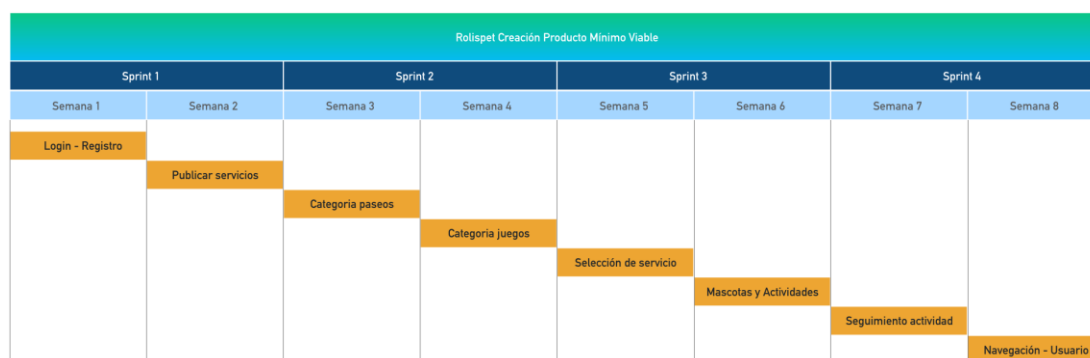 Rolispet Creación Producto Mínimo Viable
Sprint 1 Sprint 2 Sprint 3 Sprint 4
Semana 1 Semana 2 Semana 3 Semana 4 Semana 5 Semana 6 Semana 7 Semana 8
Login - Registro
Publicar servicios
Categoria paseos
Categoria juegos
Selección de servicio
Mascotas y Actividades
Seguimiento actividad
Navegación - Usuario